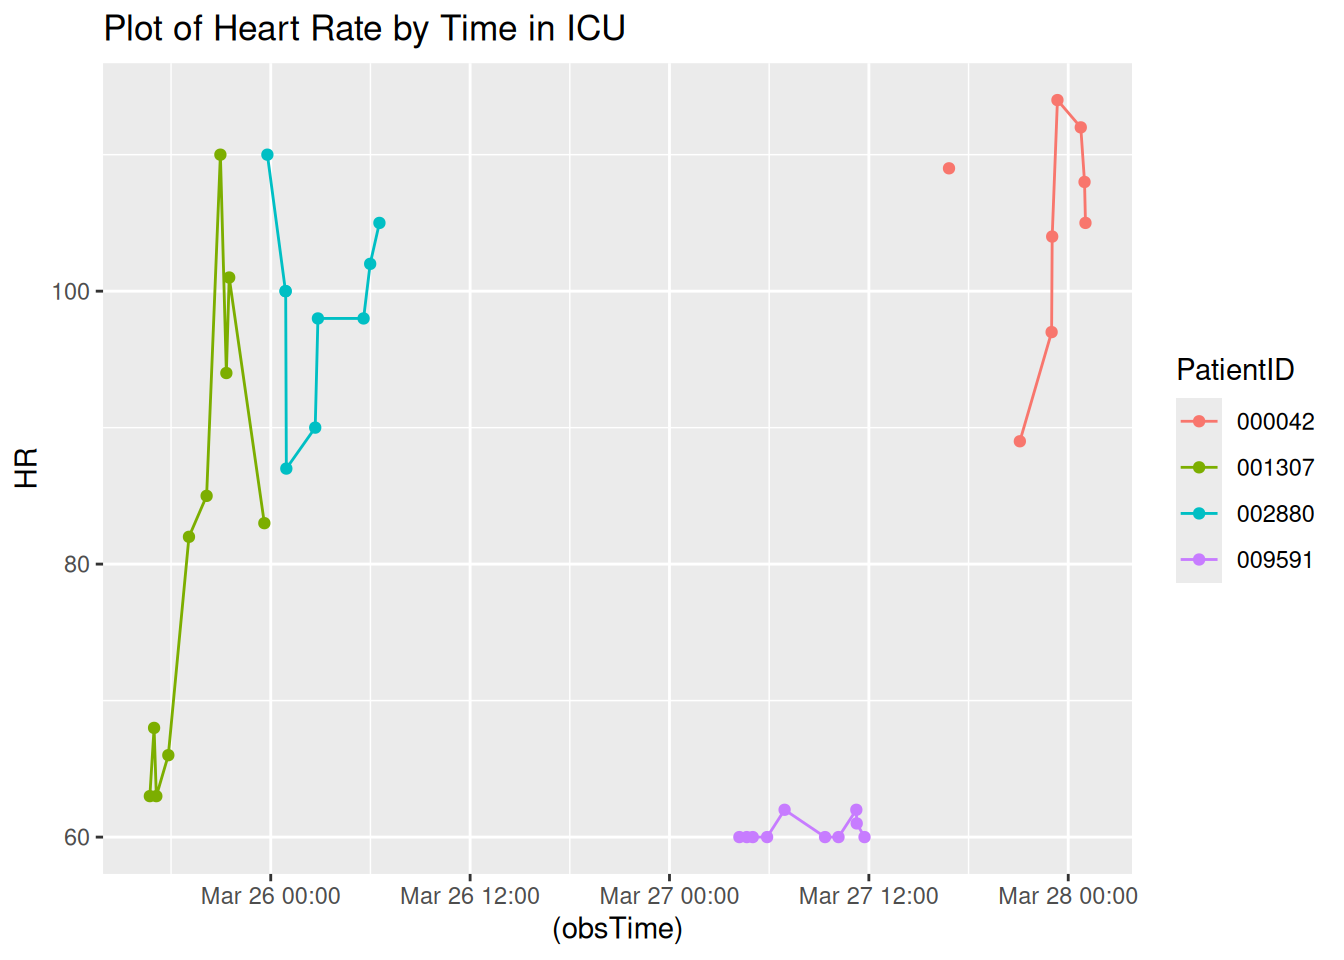 Plot of Heart Rate by Time in ICU
HR
100
80
60
Mar 26 00:00
Mar 26 12:00
Mar 27 00:00
Mar 27 12:00
Mar 28 00:00
(obsTime)
PatientID
000042
001307
002880
009591